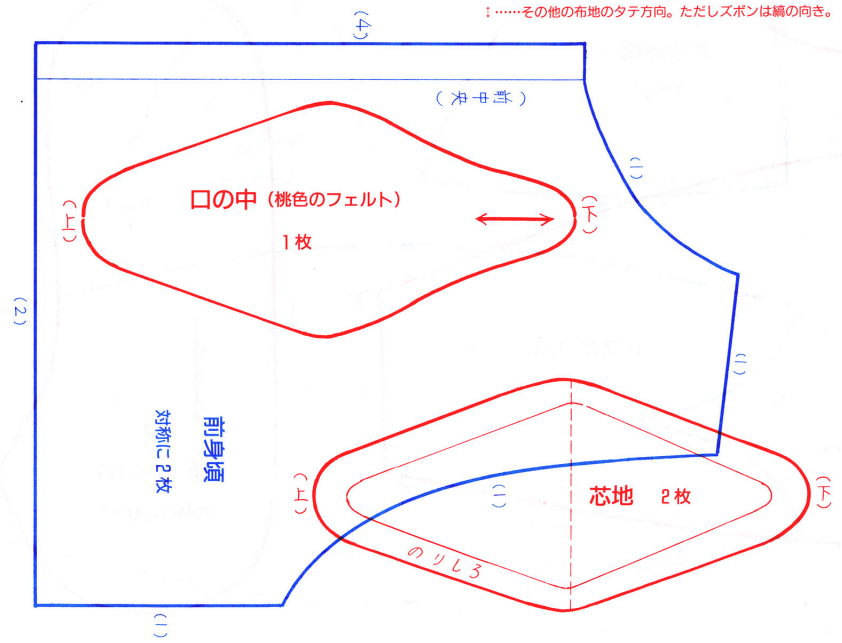 ↕……その他の布地のタテ方向。ただしズボンは縞の向き。
(4)
(前中央)
(1)
口の中(桃色のフェルト)
1枚
(上)
(下)
(2)
(1)
前身頃
対称に2枚
(上)
(1)
芯地 2枚
(下)
のりしろ
(1)